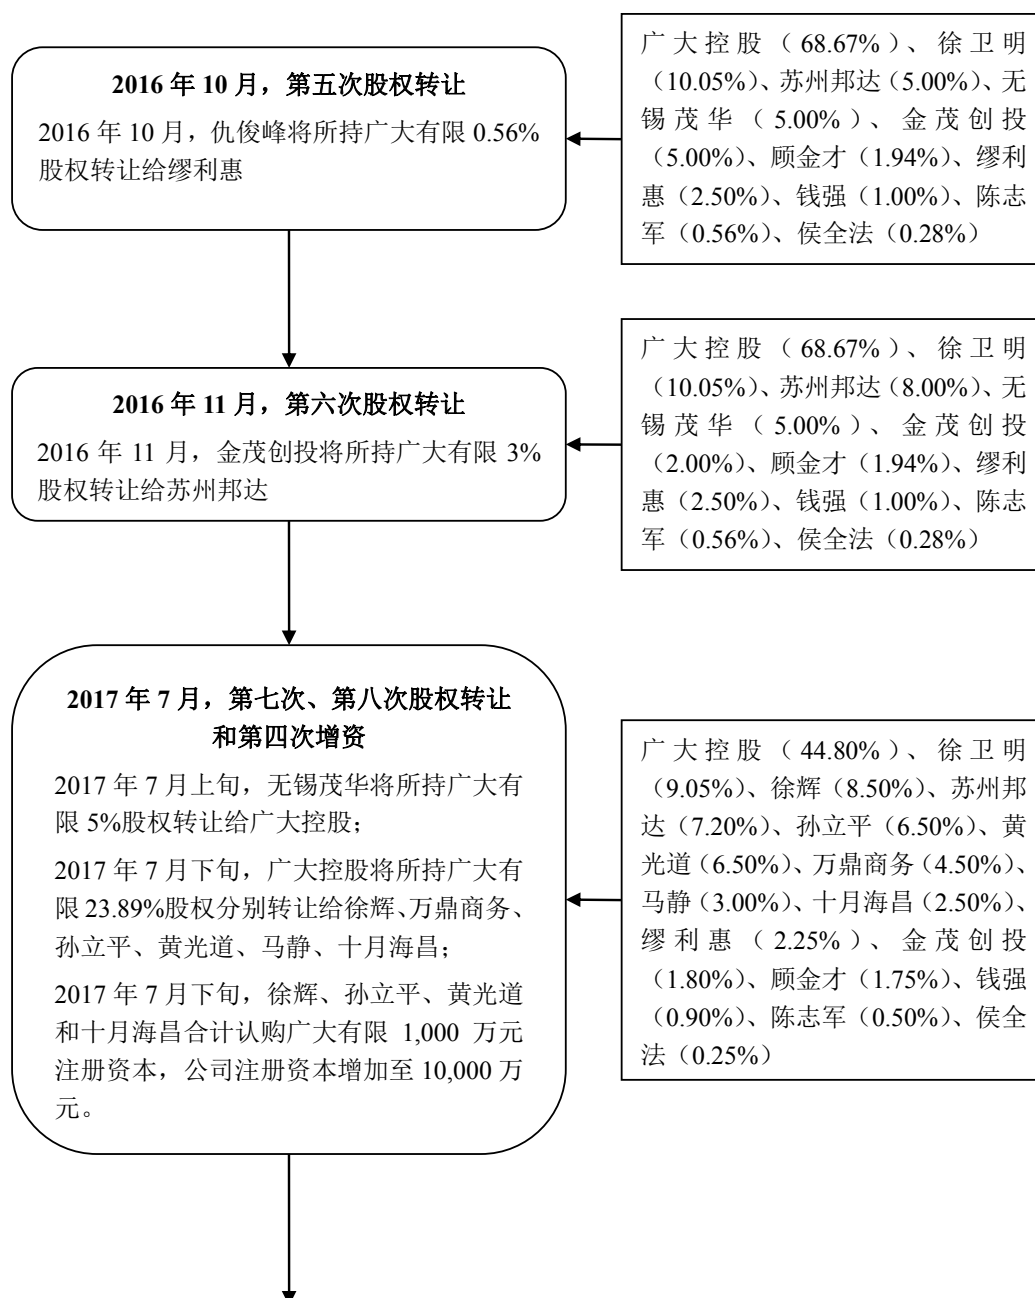 2016 年 10 月，第五次股权转让
2016 年 10 月，仇俊峰将所持广大有限 0.56%
股权转让给缪利惠
广大控股（68.67%）、徐卫明
（10.05%）、苏州邦达（5.00%）、无
锡茂华（5.00%）、金茂创投
（5.00%）、顾金才（1.94%）、缪利
惠（2.50%）、钱强（1.00%）、陈志
军（0.56%）、侯全法（0.28%）
2016 年 11 月，第六次股权转让
2016 年 11 月，金茂创投将所持广大有限 3%
股权转让给苏州邦达
广大控股（68.67%）、徐卫明
（10.05%）、苏州邦达（8.00%）、无
锡茂华（5.00%）、金茂创投
（2.00%）、顾金才（1.94%）、缪利
惠（2.50%）、钱强（1.00%）、陈志
军（0.56%）、侯全法（0.28%）
2017 年 7 月，第七次、第八次股权转让
和第四次增资
2017 年 7 月上旬，无锡茂华将所持广大有
限 5%股权转让给广大控股；
2017 年 7 月下旬，广大控股将所持广大有
限 23.89%股权分别转让给徐辉、万鼎商务、
孙立平、黄光道、马静、十月海昌；
2017 年 7 月下旬，徐辉、孙立平、黄光道
和十月海昌合计认购广大有限 1,000 万元
注册资本，公司注册资本增加至 10,000 万
元。
广大控股（44.80%）、徐卫明
（9.05%）、徐辉（8.50%）、苏州邦
达（7.20%）、孙立平（6.50%）、黄
光道（6.50%）、万鼎商务（4.50%）、
马静（3.00%）、十月海昌（2.50%）、
缪利惠（2.25%）、金茂创投
（1.80%）、顾金才（1.75%）、钱强
（0.90%）、陈志军（0.50%）、侯全
法（0.25%）